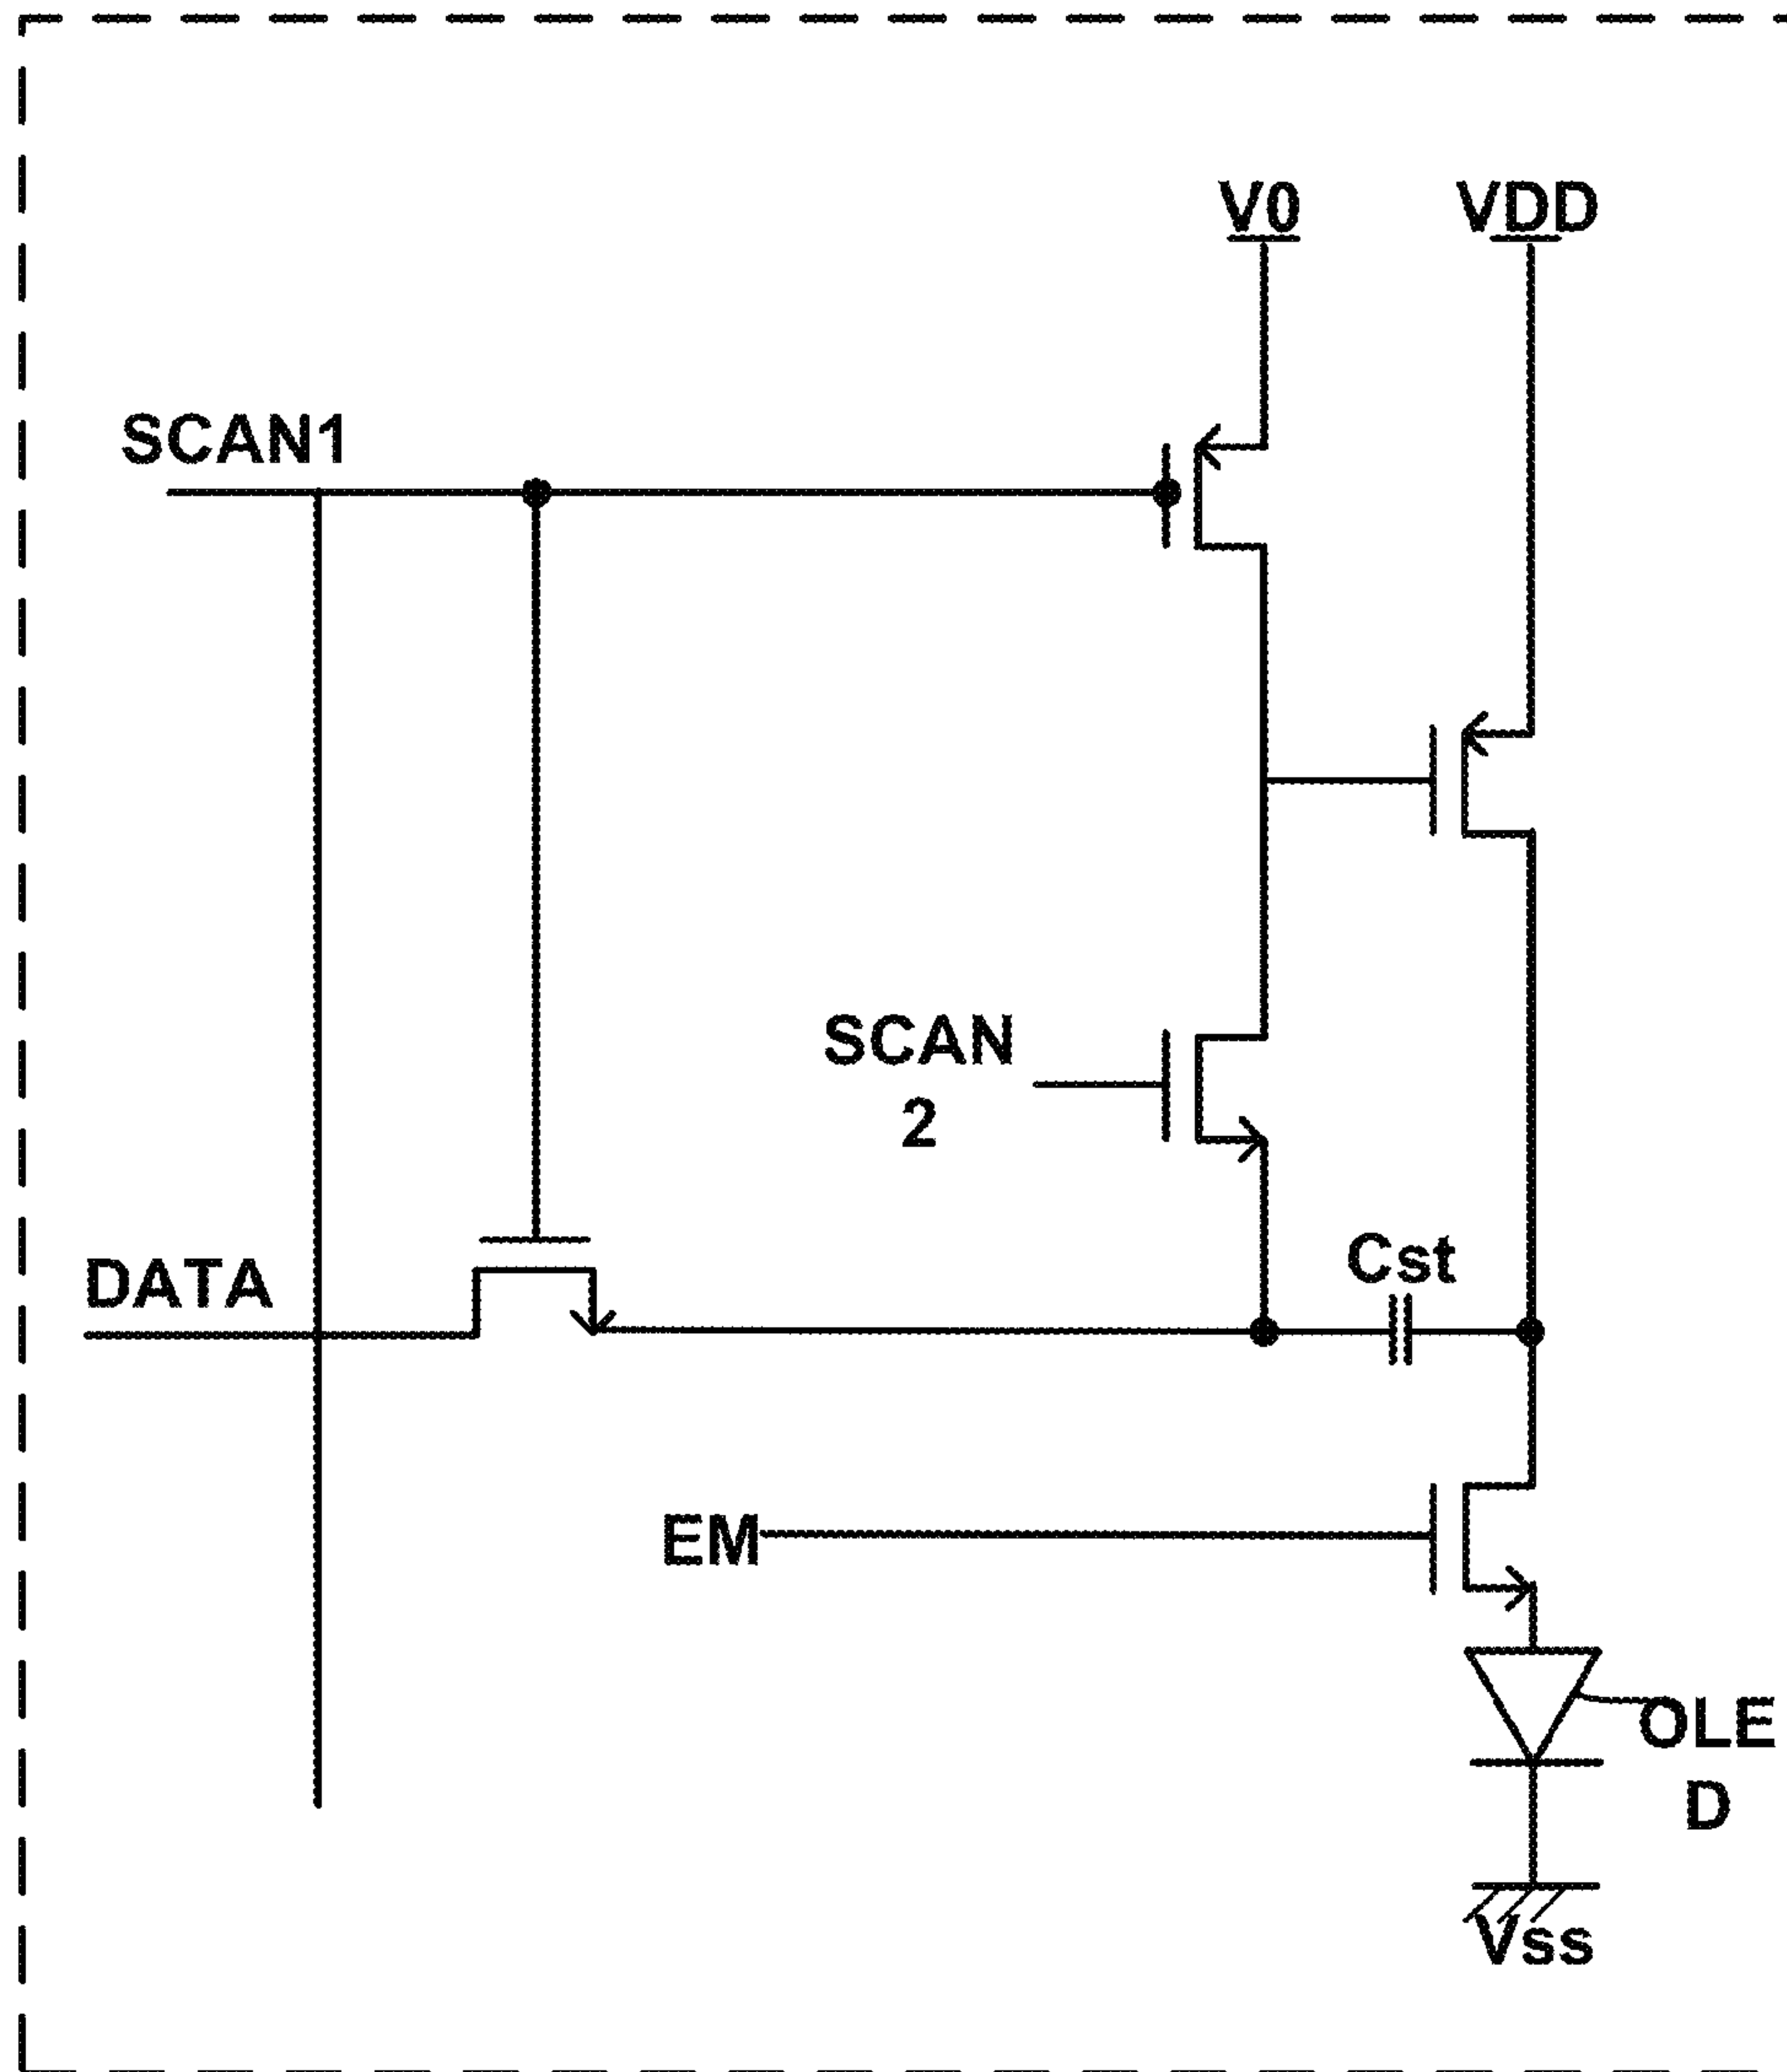 V0 VDD
SCAN1
SCAN
2
Cst
DATA
EM
OLE
D
Vss